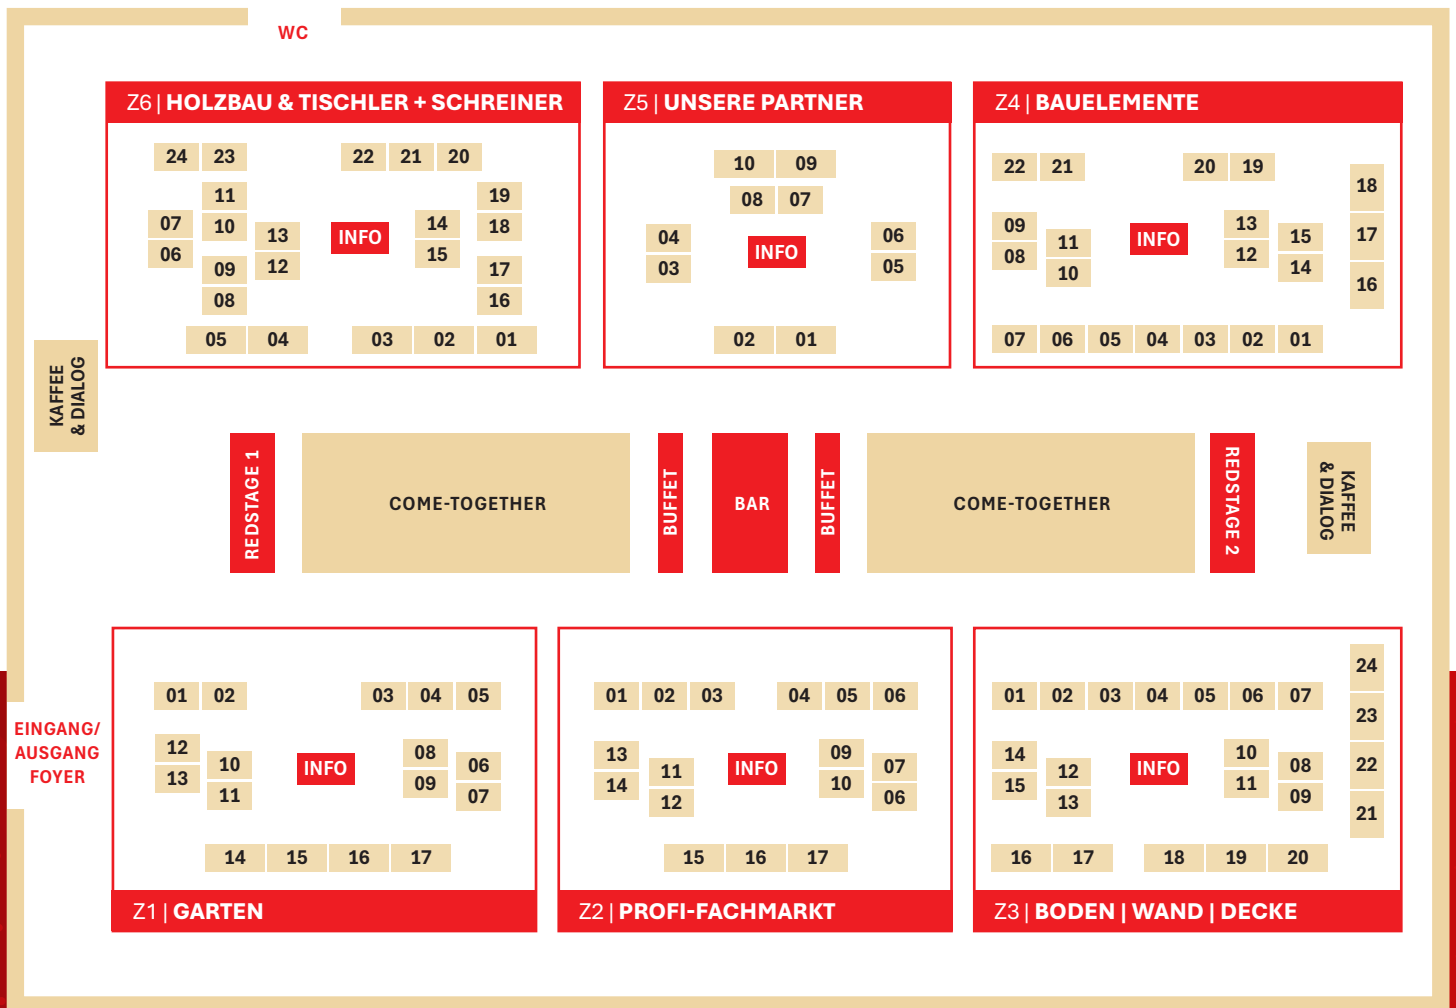 WC
Z6 | HOLZBAU & TISCHLER + SCHREINER
24 23 22 21 20
11 19
07 10 14 18
06 13 INFO 15
09 12 17
08 16
05 04 03 02 01
Z5 | UNSERE PARTNER
10 09
08 07
04 06
03 INFO 05
02 01
Z4 | BAUELEMENTE
22 21 20 19 18
09 13
08 11 INFO 12 15 17
10 14 16
07 06 05 04 03 02 01
KAFFEE
& DIALOG
REDSTAGE 1
COME-TOGETHER
BUFFET
BAR
BUFFET
COME-TOGETHER
REDSTAGE 2
KAFFEE
& DIALOG
EINGANG/
AUSGANG
FOYER
01 02 03 04 05
12 08
13 10 INFO 09 06
11 07
14 15 16 17
Z1 | GARTEN
01 02 03 04 05 06
13 09
14 11 INFO 10 07
12 06
15 16 17
Z2 | PROFI-FACHMARKT
24
01 02 03 04 05 06 07
23
14 10
15 12 INFO 11 08 22
13 09 21
16 17 18 19 20
Z3 | BODEN | WAND | DECKE